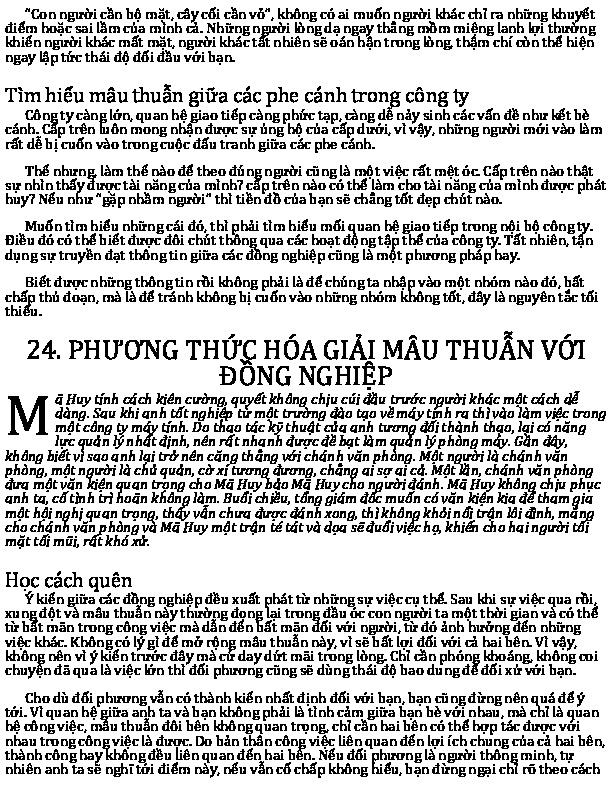 “Con người cần bộ mặt, cây cối cần vỏ”, không có ai muốn người khác chỉ ra những khuyết
điểm hoặc sai lầm của mình cả. Những người lòng dạ ngay thẳng mồm miệng lanh lợi thường
khiến người khác mất mặt, người khác tất nhiên sẽ oán hận trong lòng, thậm chí còn thể hiện
ngay lập tức thái độ đối đầu với bạn.
Tìm hiểu mâu thuẫn giữa các phe cánh trong công ty
Công ty càng lớn, quan hệ giao tiếp càng phức tạp, càng dễ nảy sinh các vấn đề như kết bè
cánh. Cấp trên luôn mong nhận được sự ủng hộ của cấp dưới, vì vậy, những người mới vào làm
rất dễ bị cuốn vào trong cuộc đấu tranh giữa các phe cánh.
Thế nhưng, làm thế nào để theo đúng người cũng là một việc rất mệt óc. Cấp trên nào thật
sự nhìn thấy được tài năng của mình? cấp trên nào có thể làm cho tài năng của mình được phát
huy? Nếu như “gặp nhầm người” thì tiền đồ của bạn sẽ chẳng tốt đẹp chút nào.
Muốn tìm hiểu những cái đó, thì phải tìm hiểu mối quan hệ giao tiếp trong nội bộ công ty.
Điều đó có thể biết được đôi chút thông qua các hoạt động tập thể của công ty. Tất nhiên, tận
dụng sự truyền đạt thông tin giữa các đồng nghiệp cũng là một phương pháp hay.
Biết được những thông tin rồi không phải là để chúng ta nhập vào một nhóm nào đó, bất
chấp thủ đoạn, mà là để tránh không bị cuốn vào những nhóm không tốt, đây là nguyên tắc tối
thiểu.
24. PHƯƠNG THỨC HÓA GIẢI MÂU THUẪN VỚI
ĐỒNG NGHIỆP
Mã Huy tính cách kiên cường, quyết không chịu cúi đầu trước người khác một cách dễ
dàng. Sau khi anh tốt nghiệp từ một trường đào tạo về máy tính ra thì vào làm việc trong
một công ty máy tính. Do thao tác kỹ thuật của anh tương đối thành thạo, lại có năng
lực quản lý nhất định, nên rất nhanh được đề bạt làm quản lý phòng máy. Gần đây,
không biết vì sao anh lại trở nên căng thẳng với chánh văn phòng. Một người là chánh văn
phòng, một người là chủ quản, cờ xí tương đương, chẳng ai sợ ai cả. Một lần, chánh văn phòng
đưa một văn kiện quan trọng cho Mã Huy bảo Mã Huy cho người đánh. Mã Huy không chịu phục
anh ta, cố tình trì hoãn không làm. Buổi chiều, tổng giám đốc muốn có văn kiện kia để tham gia
một hội nghị quan trọng, thấy vẫn chưa được đánh xong, thì không khỏi nổi trận lôi đình, mắng
cho chánh văn phòng và Mã Huy một trận té tát và dọa sẽ đuổi việc họ, khiến cho hai người tối
mặt tối mũi, rất khó xử.
Học cách quên
Ý kiến giữa các đồng nghiệp đều xuất phát từ những sự việc cụ thể. Sau khi sự việc qua rồi,
xung đột và mâu thuẫn này thường đọng lại trong đầu óc con người ta một thời gian và có thể
từ bất mãn trong công việc mà dẫn đến bất mãn đối với người, từ đó ảnh hưởng đến những
việc khác. Không có lý gì để mở rộng mâu thuẫn này, vì sẽ bất lợi đối với cả hai bên. Vì vậy,
không nên vì ý kiến trước đây mà cứ day dứt mãi trong lòng. Chỉ cần phóng khoáng, không coi
chuyện đã qua là việc lớn thì đối phương cũng sẽ dùng thái độ bao dung để đối xử với bạn.
Cho dù đối phương vẫn có thành kiến nhất định đối với bạn, bạn cũng đừng nên quá để ý
tới. Vì quan hệ giữa anh ta và bạn không phải là tình cảm giữa bạn bè với nhau, mà chỉ là quan
hệ công việc, mâu thuẫn đôi bên không quan trọng, chỉ cần hai bên có thể hợp tác được với
nhau trong công việc là được. Do bản thân công việc liên quan đến lợi ích chung của cả hai bên,
thành công hay không đều liên quan đến hai bên. Nếu đối phương là người thông minh, tự
nhiên anh ta sẽ nghĩ tới điểm này, nếu vẫn cố chấp không hiểu, bạn đừng ngại chỉ rõ theo cách